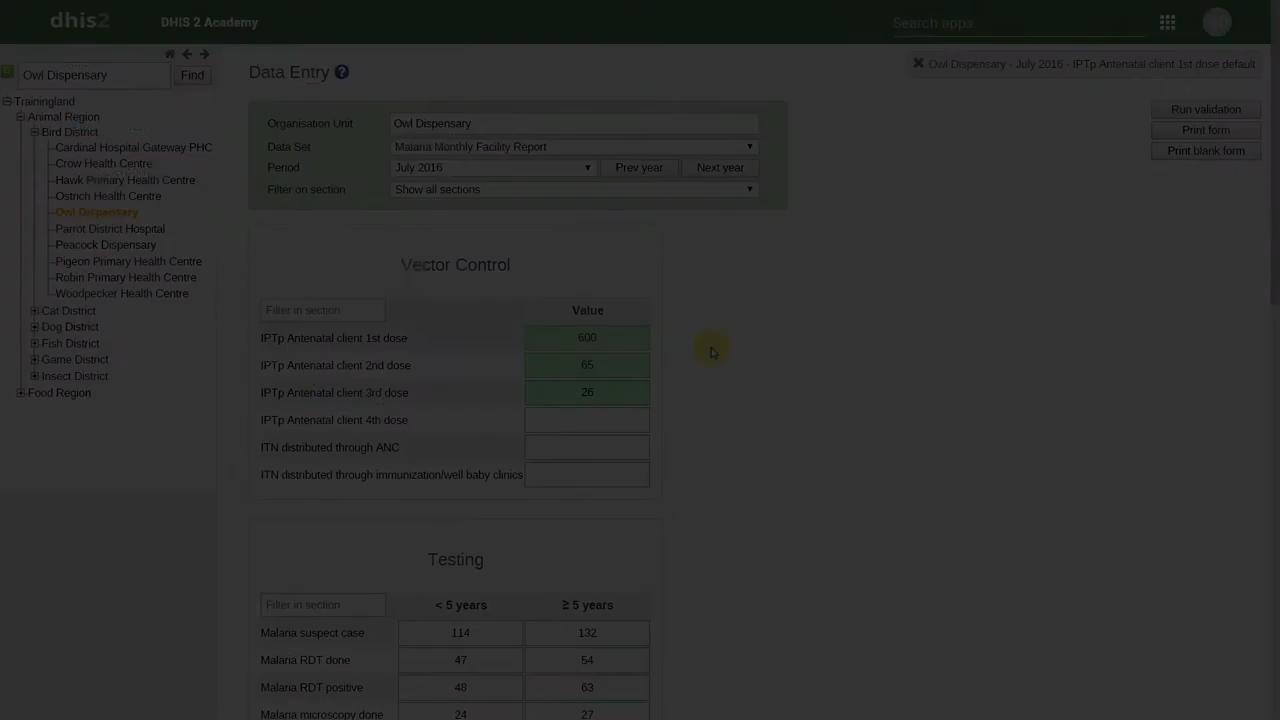 dhis2
DHIS 2 Academy
Search apps
Owl Dispensary
Find
Trainingland
Animal Region
Bird District
Cardinal Hospital Gateway PHC
Crow Health Centre
Hawk Primary Health Centre
Ostrich Health Centre
Owl Dispensary
Parrot District Hospital
Peacock Dispensary
Pigeon Primary Health Centre
Robin Primary Health Centre
Woodpecker Health Centre
Cat District
Dog District
Fish District
Game District
Insect District
Food Region
Data Entry
Owl Dispensary - July 2016 - IPTp Antenatal client 1st dose default
Organisation Unit Owl Dispensary
Data Set Malaria Monthly Facility Report
Period July 2016 Prev year Next year
Filter on section Show all sections
Run validation
Print form
Print blank form
Vector Control
Filter in section Value
IPTp Antenatal client 1st dose 600
IPTp Antenatal client 2nd dose 65
IPTp Antenatal client 3rd dose 26
IPTp Antenatal client 4th dose
ITN distributed through ANC
ITN distributed through immunization/well baby clinics
Testing
Filter in section < 5 years ≥ 5 years
Malaria suspect case 114 132
Malaria RDT done 47 54
Malaria RDT positive 48 63
Malaria microscopy done 24 27